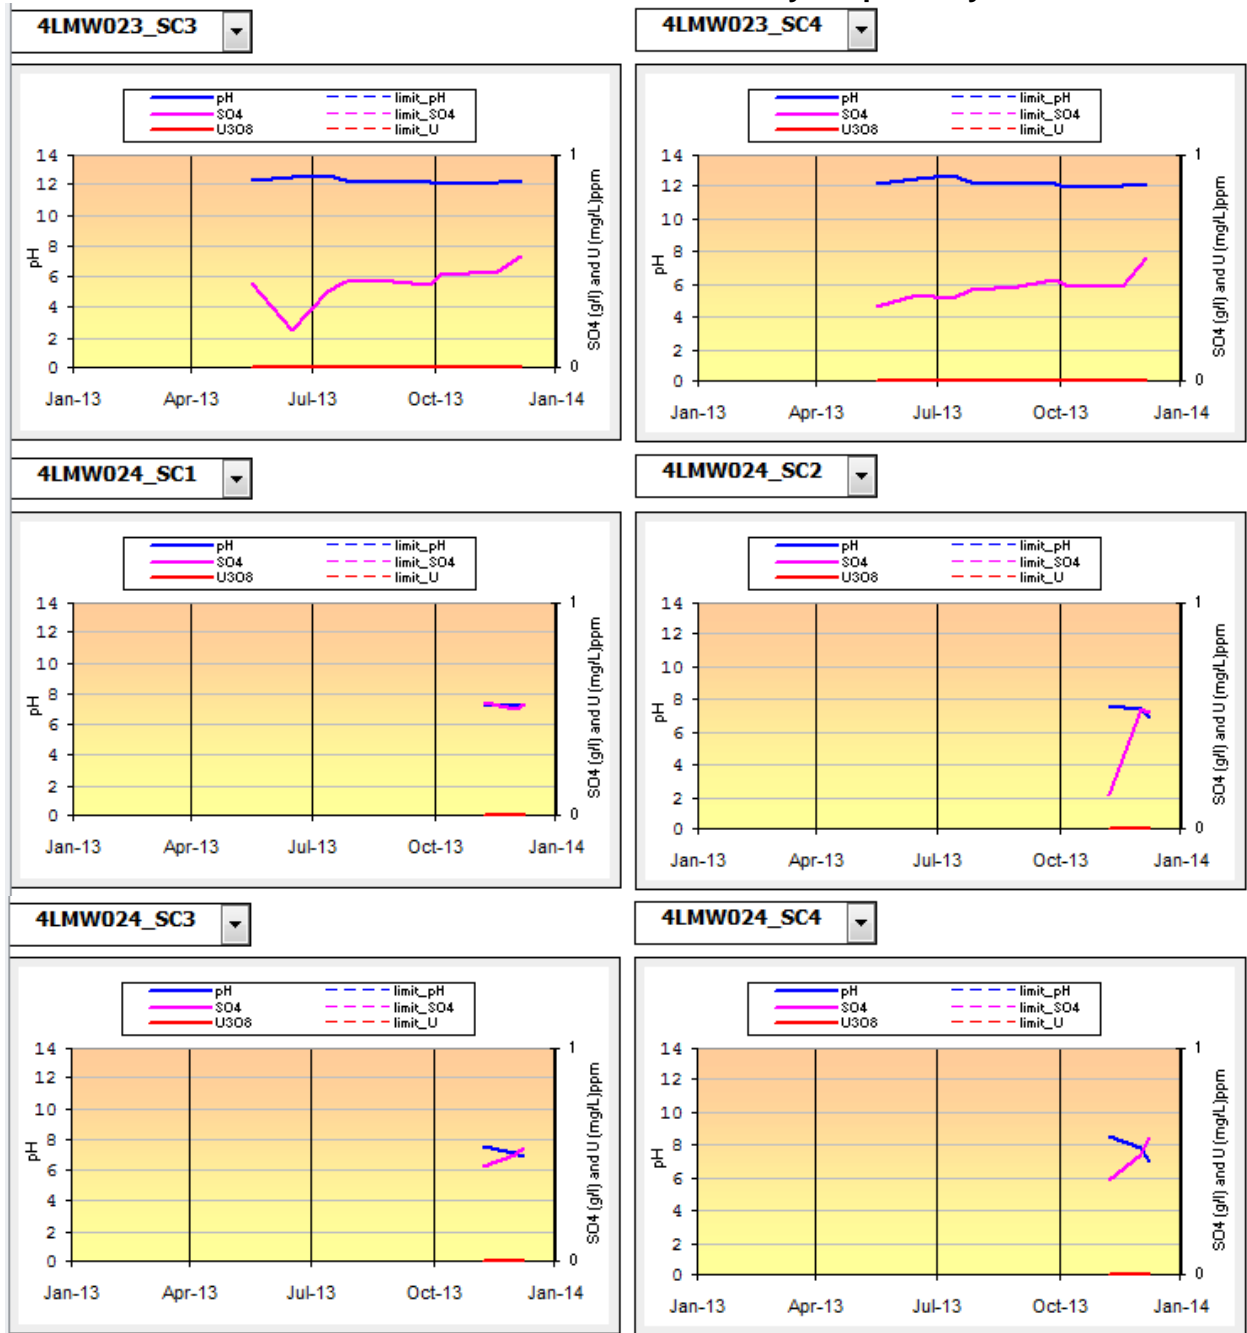 4LMW023_SC3
pH
limit_pH
SO4
limit_SO4
U3O8
limit_U
14
12
10
8
6
4
2
0
pH
1
0
SO4 (g/l) and U (mg/L)ppm
Jan-13 Apr-13 Jul-13 Oct-13 Jan-14
4LMW023_SC4
pH
limit_pH
SO4
limit_SO4
U3O8
limit_U
14
12
10
8
6
4
2
0
pH
1
0
SO4 (g/l) and U (mg/L)ppm
Jan-13 Apr-13 Jul-13 Oct-13 Jan-14
4LMW024_SC1
pH
limit_pH
SO4
limit_SO4
U3O8
limit_U
14
12
10
8
6
4
2
0
pH
1
0
SO4 (g/l) and U (mg/L)ppm
Jan-13 Apr-13 Jul-13 Oct-13 Jan-14
4LMW024_SC2
pH
limit_pH
SO4
limit_SO4
U3O8
limit_U
14
12
10
8
6
4
2
0
pH
1
0
SO4 (g/l) and U (mg/L)ppm
Jan-13 Apr-13 Jul-13 Oct-13 Jan-14
4LMW024_SC3
pH
limit_pH
SO4
limit_SO4
U3O8
limit_U
14
12
10
8
6
4
2
0
pH
1
0
SO4 (g/l) and U (mg/L)ppm
Jan-13 Apr-13 Jul-13 Oct-13 Jan-14
4LMW024_SC4
pH
limit_pH
SO4
limit_SO4
U3O8
limit_U
14
12
10
8
6
4
2
0
pH
1
0
SO4 (g/l) and U (mg/L)ppm
Jan-13 Apr-13 Jul-13 Oct-13 Jan-14